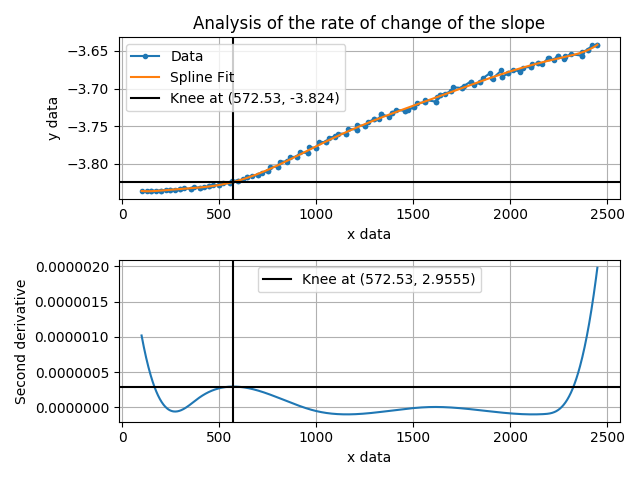 Analysis of the rate of change of the slope
−3.65
−3.70
−3.75
−3.80
y data
Data
Spline Fit
Knee at (572.53, -3.824)
0
500
1000
1500
2000
2500
x data
0.0000020
0.0000015
0.0000010
0.0000005
0.0000000
Second derivative
Knee at (572.53, 2.9555)
0
500
1000
1500
2000
2500
x data